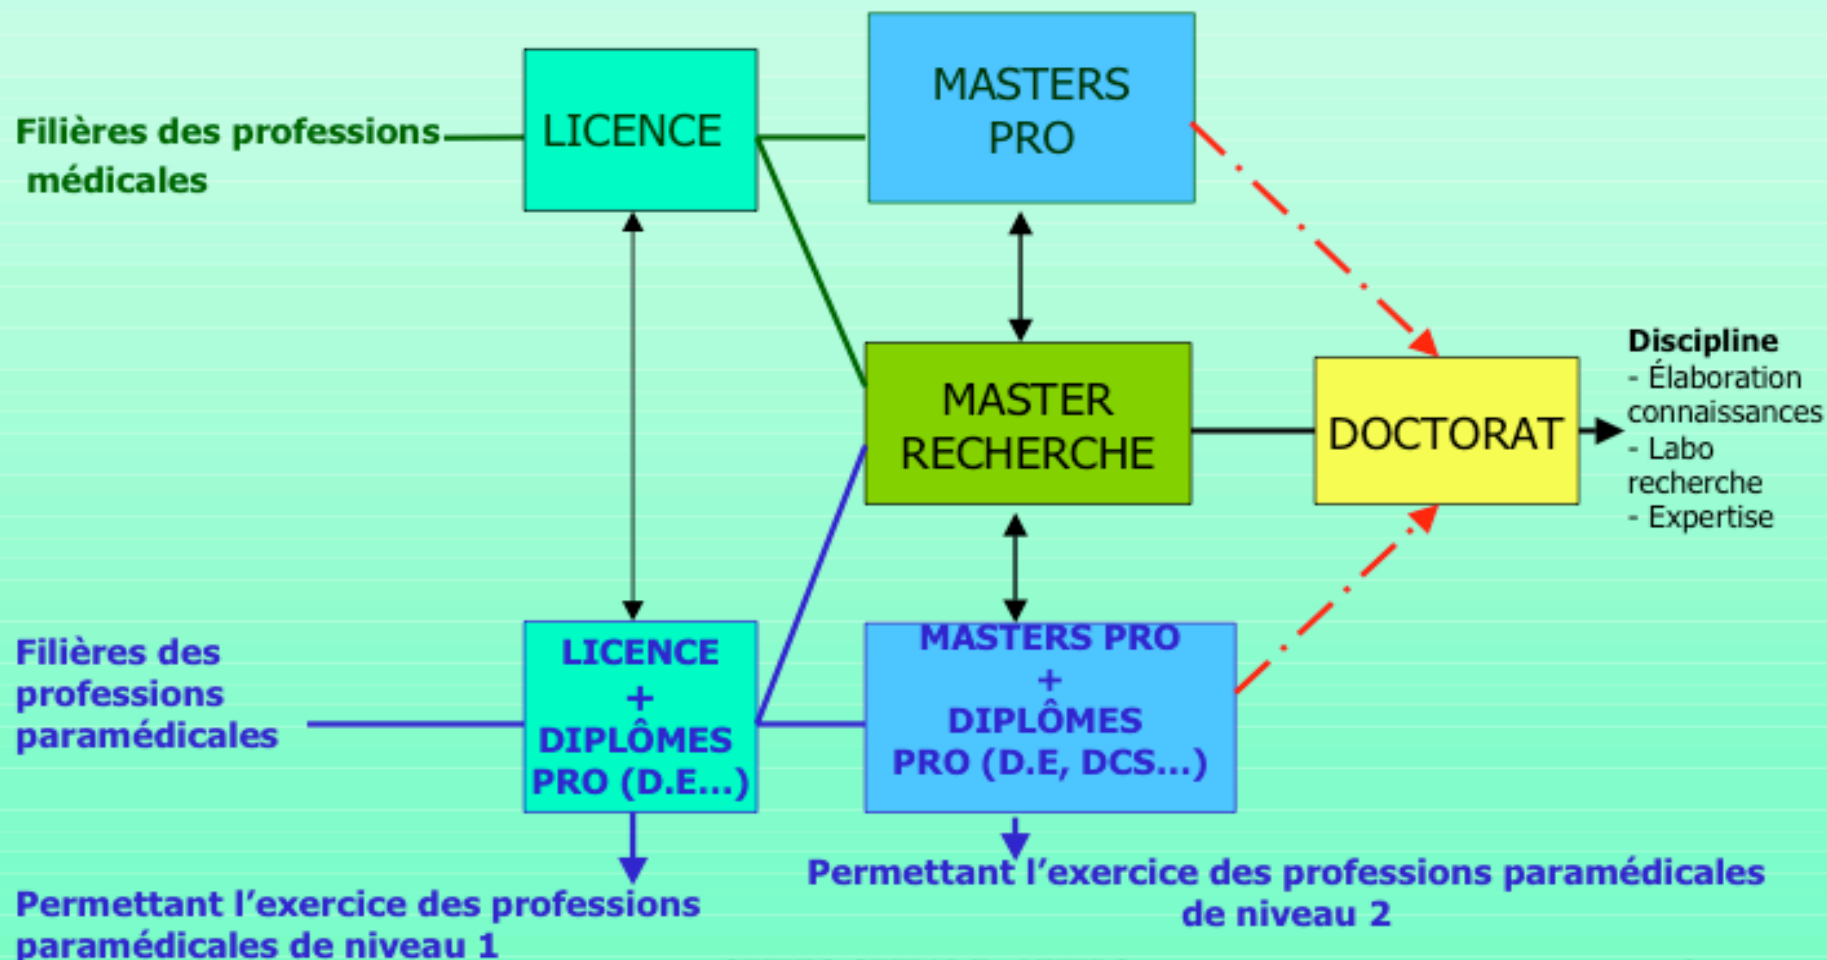 Filières des professions
médicales
LICENCE
MASTERS
PRO
MASTER
RECHERCHE
DOCTORAT
Discipline
- Élaboration
connaissances
- Labo
recherche
- Expertise
Filières des
professions
paramédicales
LICENCE
+
DIPLÔMES
PRO (D.E...)
MASTERS PRO
+
DIPLÔMES
PRO (D.E, DCS...)
Permettant l’exercice des professions
paramédicales de niveau 1
Permettant l’exercice des professions paramédicales
de niveau 2